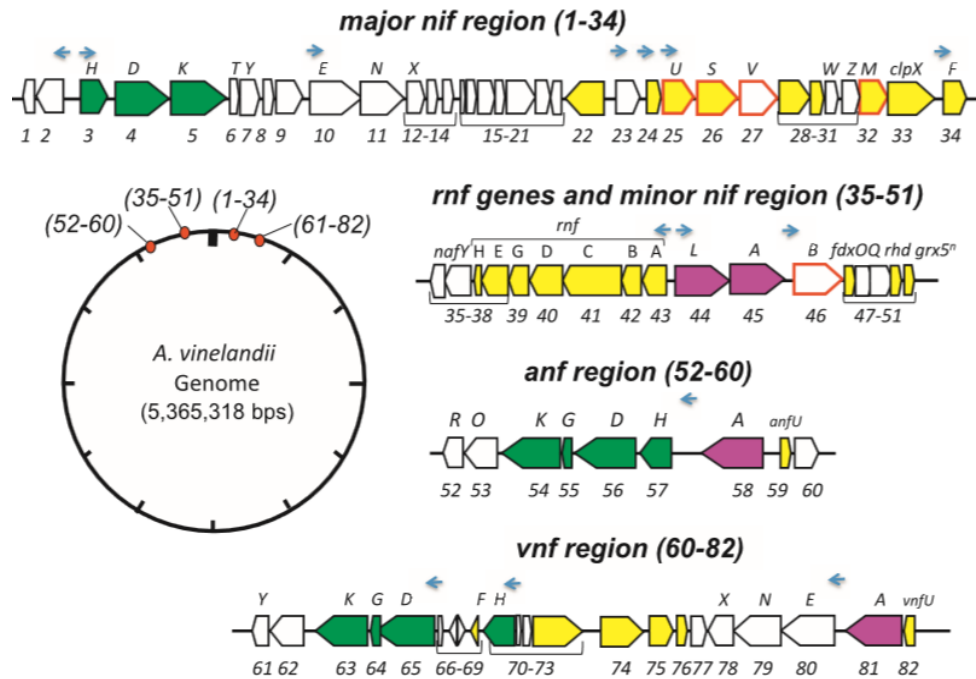 major nif region (1-34)
H D K T Y E N X U S V W Z M clpX F
1 2 3 4 5 6 7 8 9 10 11 12-14 15-21 22 23 24 25 26 27 28-31 32 33 34
(52-60) (35-51) (1-34) (61-82)
A. vinelandii
Genome
(5,365,318 bps)
rnf genes and minor nif region (35-51)
rnf
nafY H E G D C B A L A B fdxOQ rhd grx5ⁿ
35-38 39 40 41 42 43 44 45 46 47-51
anf region (52-60)
R O K G D H A anfU
52 53 54 55 56 57 58 59 60
vnf region (60-82)
Y K G D F H X N E A vnfU
61 62 63 64 65 66-69 70-73 74 75 76 77 78 79 80 81 82